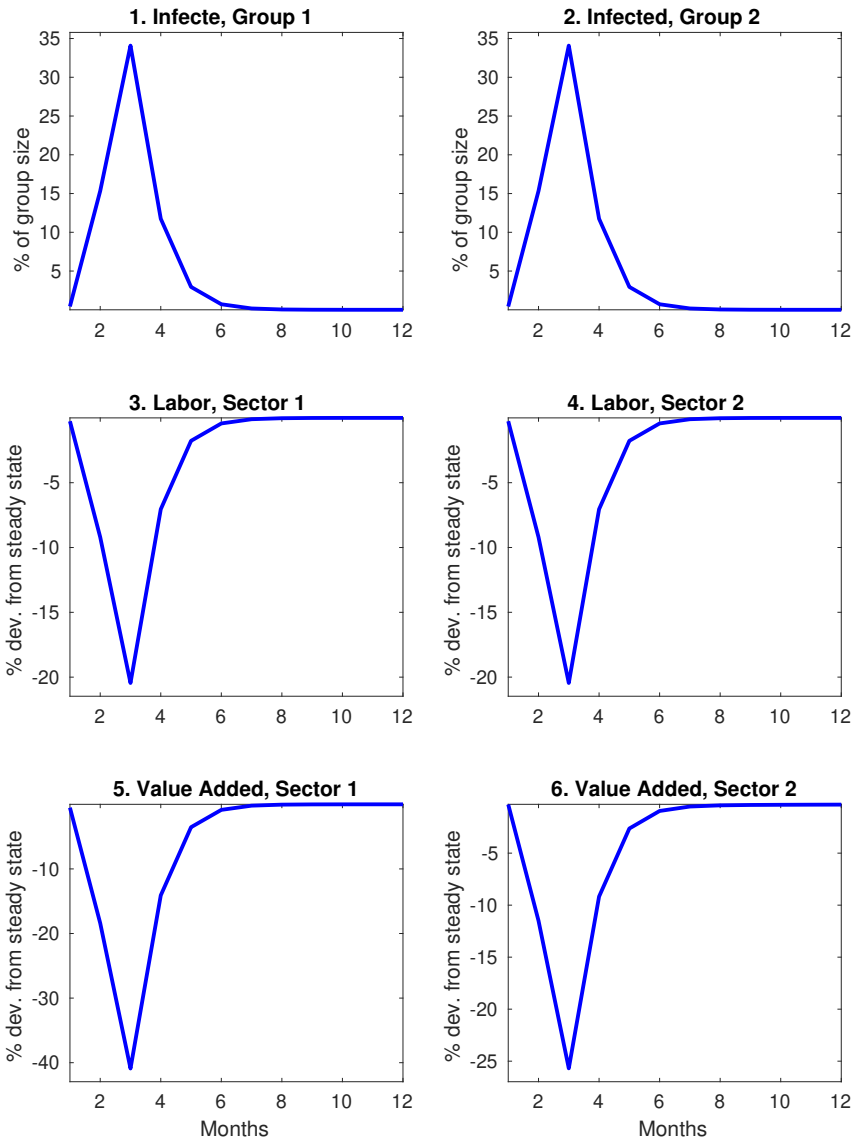 1. Infecte, Group 1
35
30
25
20
15
10
5
% of group size
2 4 6 8 10 12
2. Infected, Group 2
35
30
25
20
15
10
5
% of group size
2 4 6 8 10 12
3. Labor, Sector 1
-5
-10
-15
-20
% dev. from steady state
2 4 6 8 10 12
4. Labor, Sector 2
-5
-10
-15
-20
% dev. from steady state
2 4 6 8 10 12
5. Value Added, Sector 1
-10
-20
-30
-40
% dev. from steady state
2 4 6 8 10 12
Months
6. Value Added, Sector 2
-5
-10
-15
-20
-25
% dev. from steady state
2 4 6 8 10 12
Months